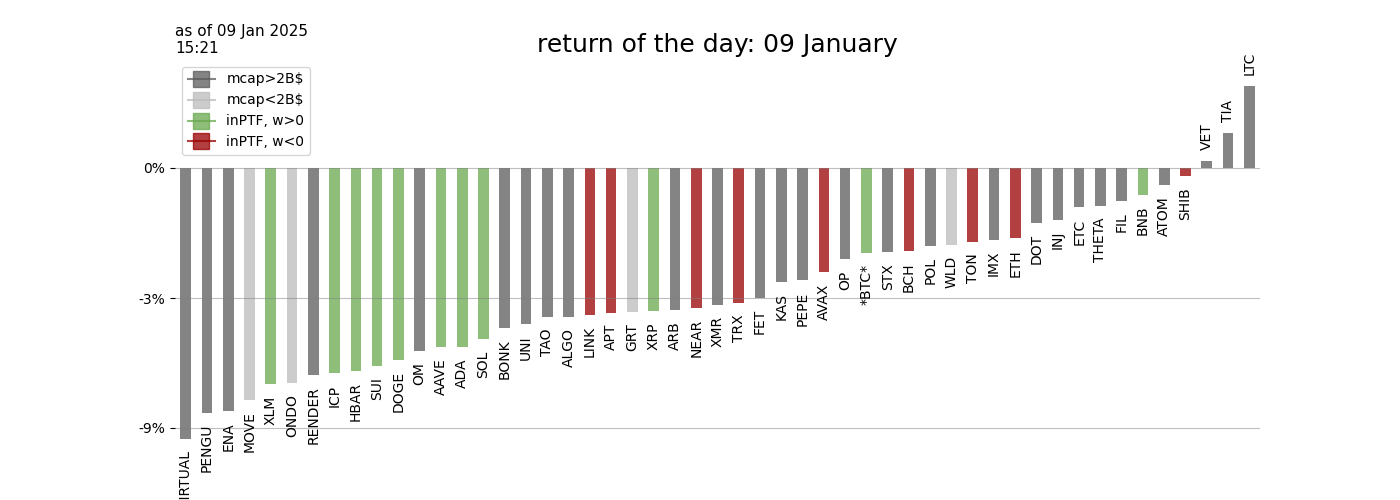 as of 09 Jan 2025
15:21
return of the day: 09 January
mcap>2B$
mcap<2B$
inPTF, w>0
inPTF, w<0
0%
-3%
-9%
IRTUAL
PENGU
ENA
MOVE
XLM
ONDO
RENDER
ICP
HBAR
SUI
DOGE
OM
AAVE
ADA
SOL
BONK
UNI
TAO
ALGO
LINK
APT
GRT
XRP
ARB
NEAR
XMR
TRX
FET
KAS
PEPE
AVAX
OP
*BTC*
STX
BCH
POL
WLD
TON
IMX
ETH
DOT
INJ
ETC
THETA
FIL
BNB
ATOM
SHIB
VET
TIA
LTC